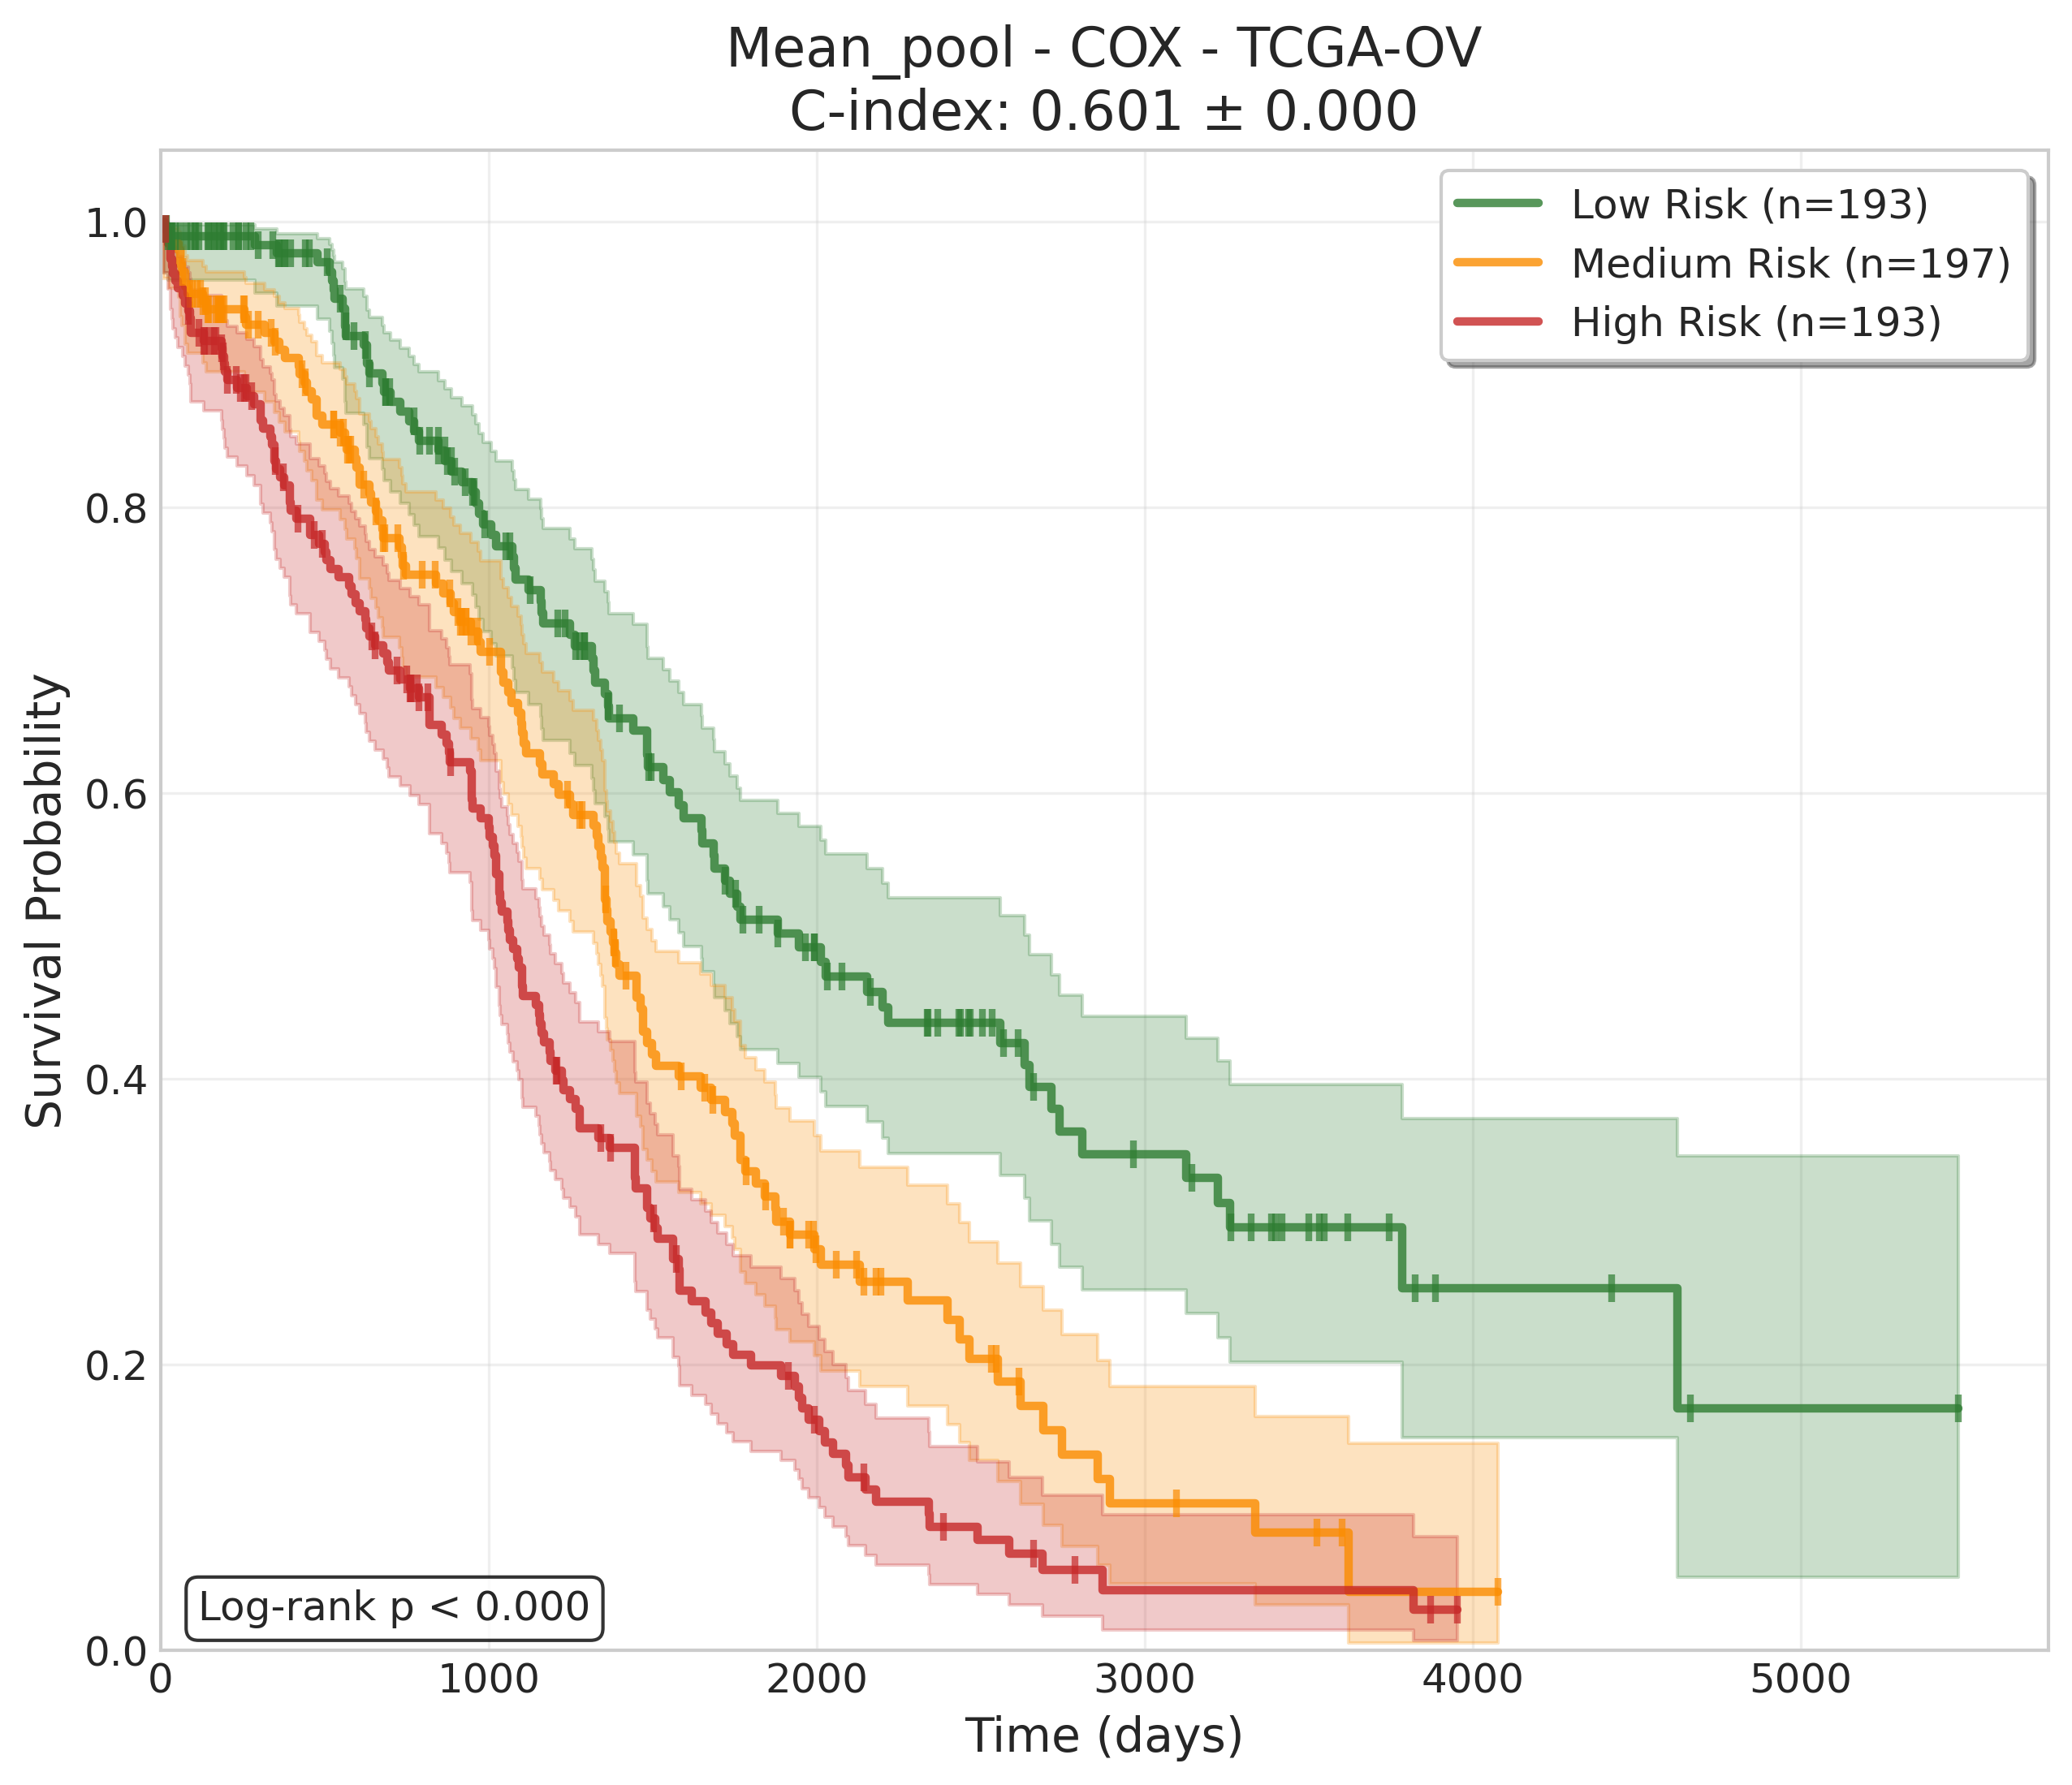 Mean_pool - COX - TCGA-OV
C-index: 0.601 ± 0.000
Low Risk (n=193)
Medium Risk (n=197)
High Risk (n=193)
Survival Probability
1.0
0.8
0.6
0.4
0.2
0.0
Log-rank p < 0.000
0 1000 2000 3000 4000 5000
Time (days)